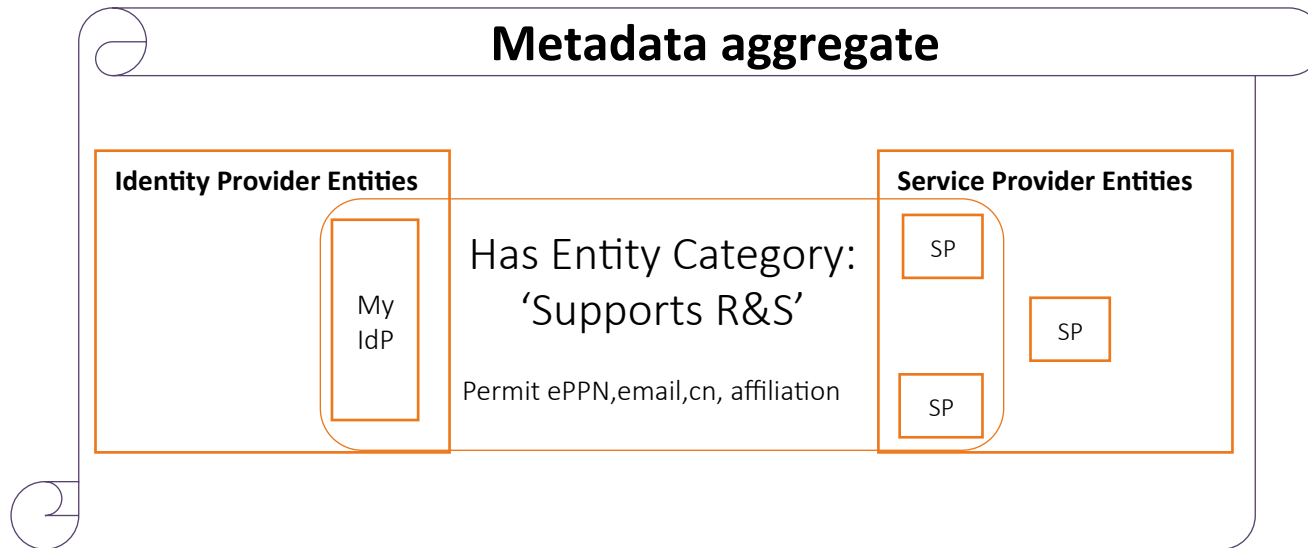 Metadata aggregate
Identity Provider Entities
Service Provider Entities
My
IdP
Has Entity Category:
‘Supports R&S’
Permit ePPN,email,cn, affiliation
SP
SP
SP